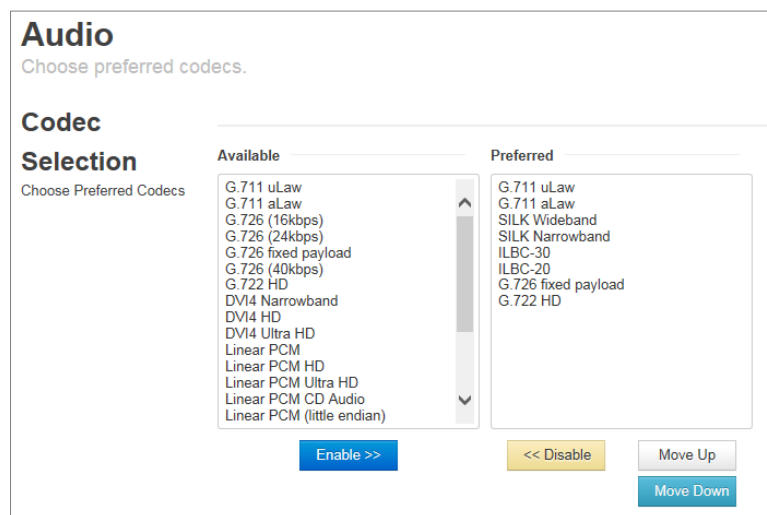 Audio
Choose preferred codecs.
Codec
Selection
Choose Preferred Codecs
Available
G.711 uLaw
G.711 aLaw
G.726 (16kbps)
G.726 (24kbps)
G.726 fixed payload
G.726 (40kbps)
G.722 HD
DVI4 Narrowband
DVI4 HD
DVI4 Ultra HD
Linear PCM
Linear PCM HD
Linear PCM Ultra HD
Linear PCM CD Audio
Linear PCM (little endian)
Enable >>
Preferred
G.711 uLaw
G.711 aLaw
SILK Wideband
SILK Narrowband
ILBC-30
ILBC-20
G.726 fixed payload
G.722 HD
<< Disable
Move Up
Move Down